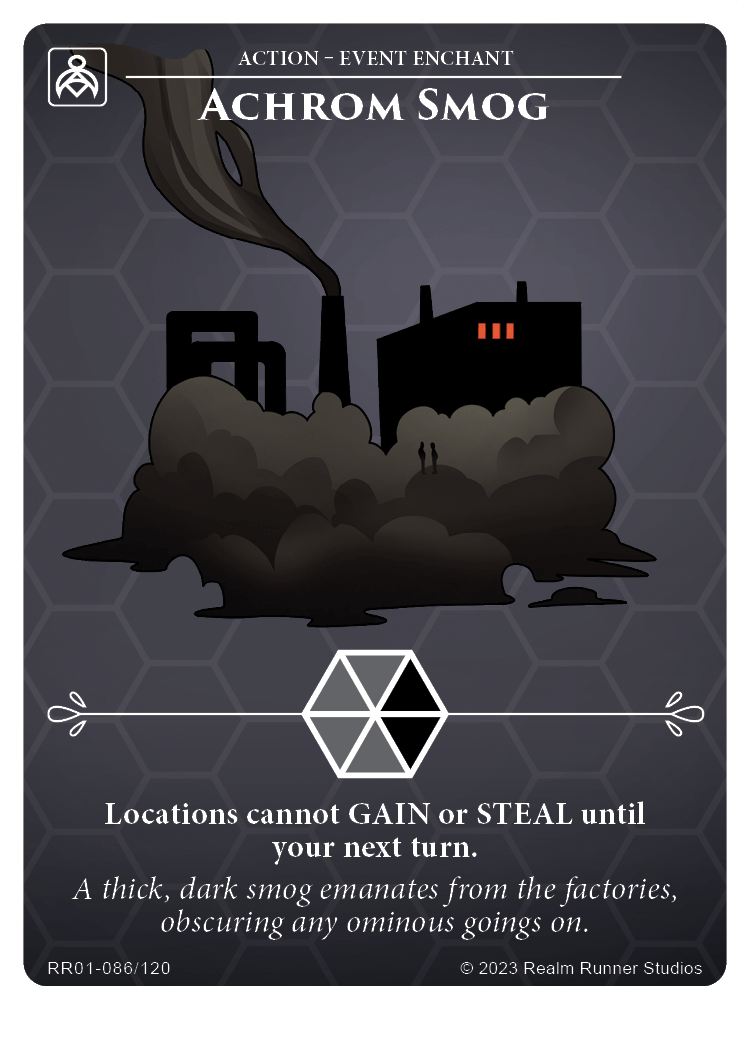 ACTION – EVENT ENCHANT
ACHROM SMOG
Locations cannot GAIN or STEAL until
your next turn.
A thick, dark smog emanates from the factories,
obscuring any ominous goings on.
RR01-086/120
© 2023 Realm Runner Studios